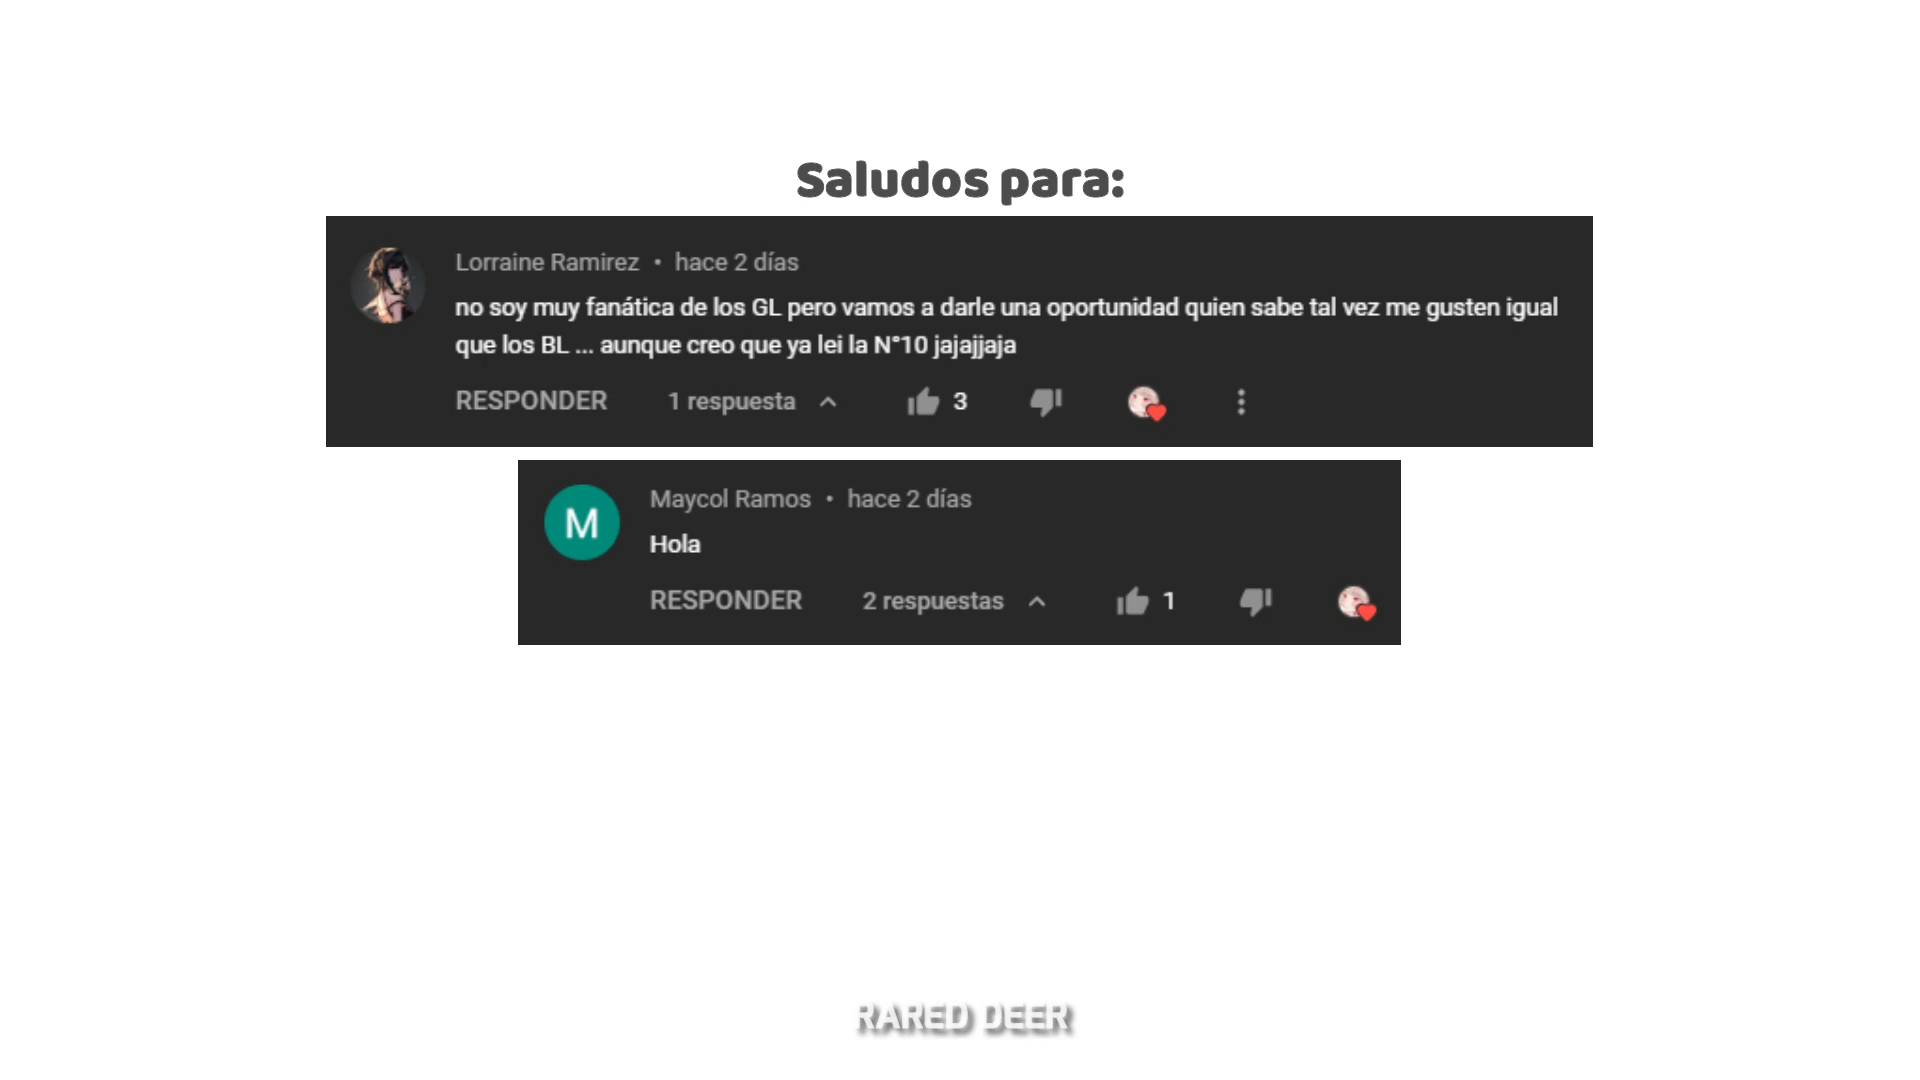 Saludos para:
Lorraine Ramirez • hace 2 días
no soy muy fanática de los GL pero vamos a darle una oportunidad quien sabe tal vez me gusten igual
que los BL ... aunque creo que ya lei la N°10 jajajjaja
RESPONDER 1 respuesta 3
M
Maycol Ramos • hace 2 días
Hola
RESPONDER 2 respuestas 1
RARED DEER